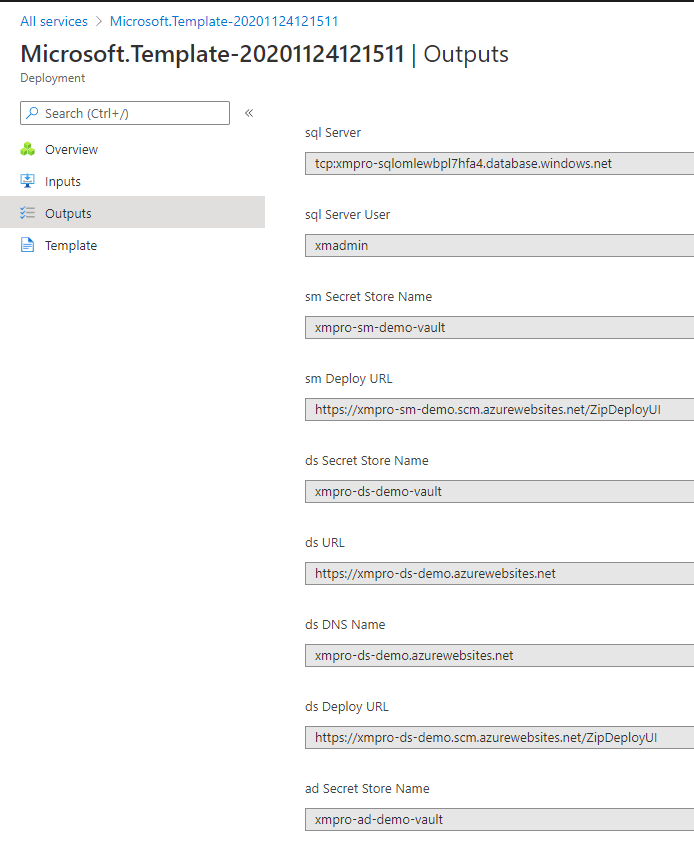 All services > Microsoft.Template-20201124121511
Microsoft.Template-20201124121511 | Outputs
Deployment
Search (Ctrl+/)
«
Overview
Inputs
Outputs
Template
sql Server
tcp:xmpro-sqlomlewbpl7hfa4.database.windows.net
sql Server User
xmadmin
sm Secret Store Name
xmpro-sm-demo-vault
sm Deploy URL
https://xmpro-sm-demo.scm.azurewebsites.net/ZipDeployUI
ds Secret Store Name
xmpro-ds-demo-vault
ds URL
https://xmpro-ds-demo.azurewebsites.net
ds DNS Name
xmpro-ds-demo.azurewebsites.net
ds Deploy URL
https://xmpro-ds-demo.scm.azurewebsites.net/ZipDeployUI
ad Secret Store Name
xmpro-ad-demo-vault